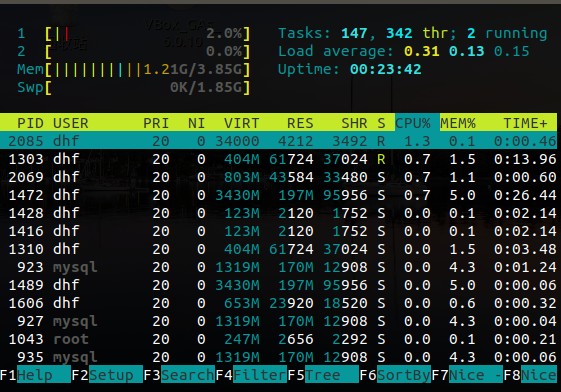 1 [|| 2.0%] Tasks: 147, 342 thr; 2 running
2 [ 0.0%] Load average: 0.31 0.13 0.15
Mem[||||||||||1.21G/3.85G] Uptime: 00:23:42
Swp[ 0K/1.85G]
PID USER PRI NI VIRT RES SHR S CPU% MEM% TIME+
2085 dhf 20 0 34000 4212 3492 R 1.3 0.1 0:00.46
1303 dhf 20 0 404M 61724 37024 R 0.7 1.5 0:13.96
2069 dhf 20 0 803M 43584 33480 S 0.7 1.1 0:00.60
1472 dhf 20 0 3430M 197M 95956 S 0.7 5.0 0:26.44
1428 dhf 20 0 123M 2120 1752 S 0.0 0.1 0:02.14
1416 dhf 20 0 123M 2120 1752 S 0.0 0.1 0:02.14
1310 dhf 20 0 404M 61724 37024 S 0.0 1.5 0:03.48
923 mysql 20 0 1319M 170M 12908 S 0.0 4.3 0:01.24
1489 dhf 20 0 3430M 197M 95956 S 0.0 5.0 0:00.06
1606 dhf 20 0 653M 23920 18520 S 0.0 0.6 0:00.32
927 mysql 20 0 1319M 170M 12908 S 0.0 4.3 0:00.04
1043 root 20 0 247M 2656 2292 S 0.0 0.1 0:00.21
935 mysql 20 0 1319M 170M 12908 S 0.0 4.3 0:00.06
F1Help F2Setup F3SearchF4FilterF5Tree F6SortByF7Nice -F8Nice